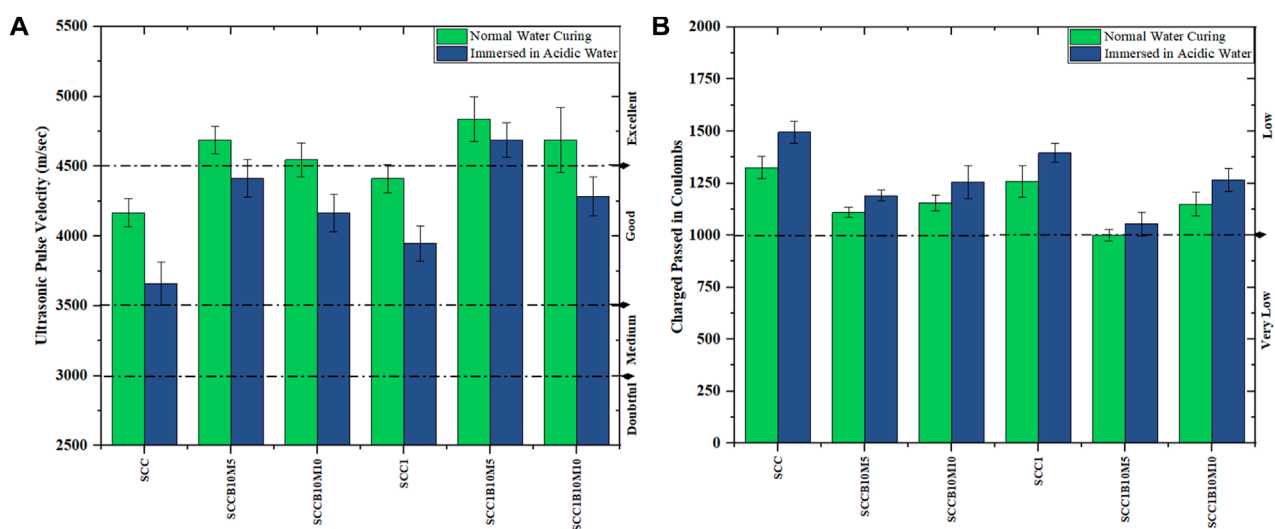 A
Ultrasonic Pulse Velocity (m/sec)
5500
5000
4500
4000
3500
3000
2500
Normal Water Curing
Immersed in Acidic Water
Excellent
Good
Medium
Doubtful
SCC
SCCB10M5
SCCB10M10
SCC1
SCC1B10M5
SCC1B10M10
B
Charged Passed in Coulombs
2000
1750
1500
1250
1000
750
500
250
0
Normal Water Curing
Immersed in Acidic Water
Low
Very Low
SCC
SCCB10M5
SCCB10M10
SCC1
SCC1B10M5
SCC1B10M10